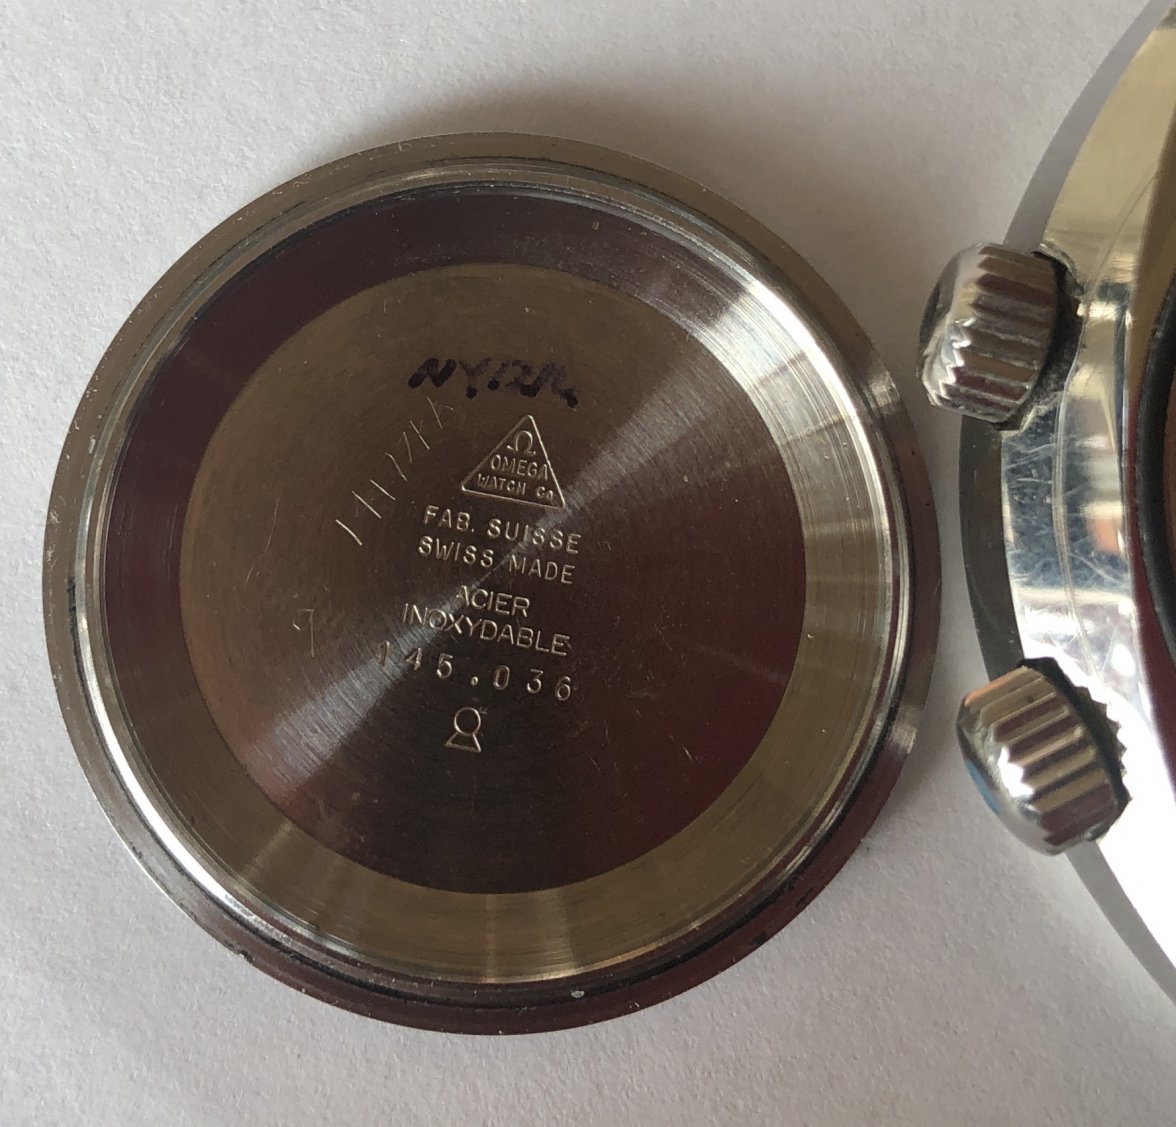 Ω
OMEGA
WATCH Co
FAB. SUISSE
SWISS MADE
ACIER
INOXYDABLE
145.036